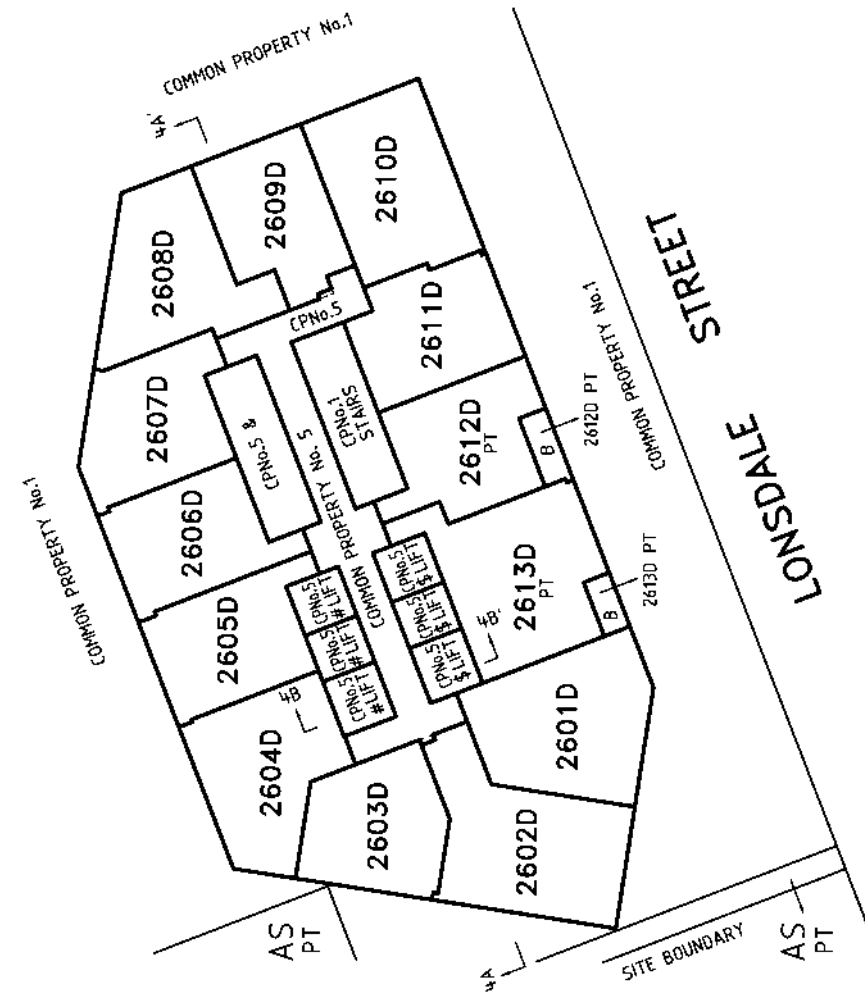 COMMON PROPERTY No.1
4A'
2610D
2609D
2608D
CPNo.5
2611D
2607D
CPNo.5 &
CPNo.1
STAIRS
COMMON PROPERTY No. 5
2612D
PT
B
2612D PT
COMMON PROPERTY No.1
LONSDALE STREET
COMMON PROPERTY No.1
2606D
2605D
CPNo.5
# LIFT
CPNo.5
# LIFT
CPNo.5
# LIFT
CPNo.5
$ LIFT
CPNo.5
$ LIFT
CPNo.5
$ LIFT
4B'
2613D
PT
B
2613D PT
4B
2604D
2603D
2601D
2602D
AS
PT
4A
SITE BOUNDARY
AS
PT